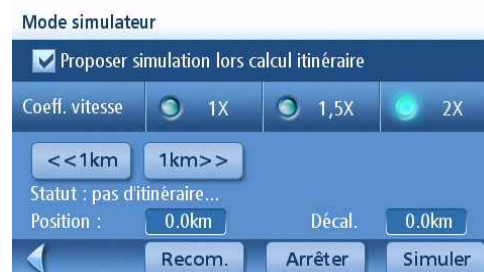 Mode simulateur
Proposer simulation lors calcul itinéraire
Coeff. vitesse 1X 1,5X 2X
<<1km 1km>>
Statut : pas d'itinéraire...
Position : 0.0km Décal. 0.0km
Recom. Arrêter Simuler